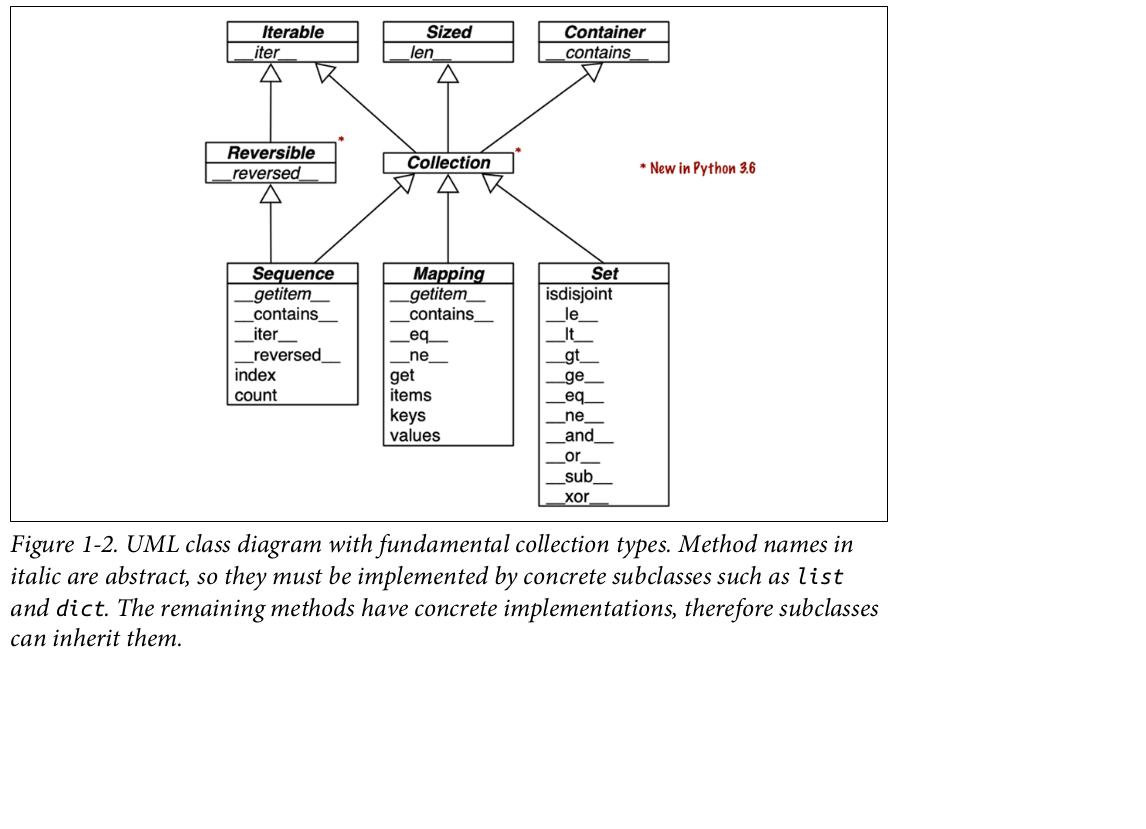 Iterable
__iter__
Sized
__len__
Container
__contains__
Reversible
__reversed__
*
Collection
*
* New in Python 3.6
Sequence
__getitem__
__contains__
__iter__
__reversed__
index
count
Mapping
__getitem__
__contains__
__eq__
__ne__
get
items
keys
values
Set
isdisjoint
__le__
__lt__
__gt__
__ge__
__eq__
__ne__
__and__
__or__
__sub__
__xor__
Figure 1-2. UML class diagram with fundamental collection types. Method names in
italic are abstract, so they must be implemented by concrete subclasses such as list
and dict. The remaining methods have concrete implementations, therefore subclasses
can inherit them.